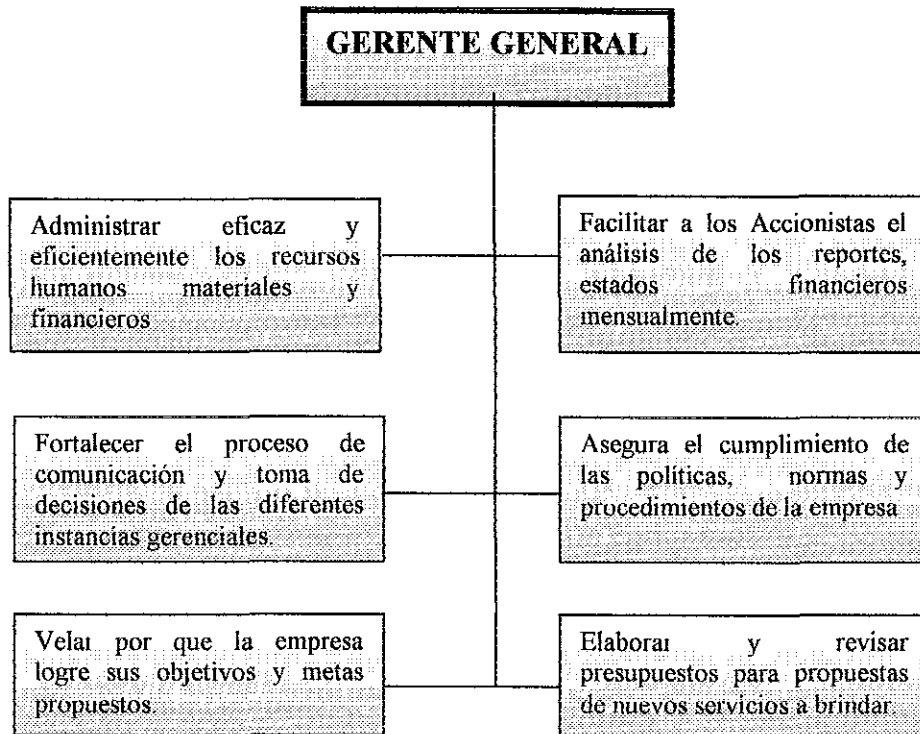 GERENTE GENERAL
Administrar eficaz y
eficientemente los recursos
humanos materiales y
financieros
Facilitar a los Accionistas el
análisis de los reportes,
estados financieros
mensualmente.
Fortalecer el proceso de
comunicación y toma de
decisiones de las diferentes
instancias gerenciales.
Asegura el cumplimiento de
las políticas, normas y
procedimientos de la empresa
Velar por que la empresa
logre sus objetivos y metas
propuestos.
Elaborar y revisar
presupuestos para propuestas
de nuevos servicios a brindar.